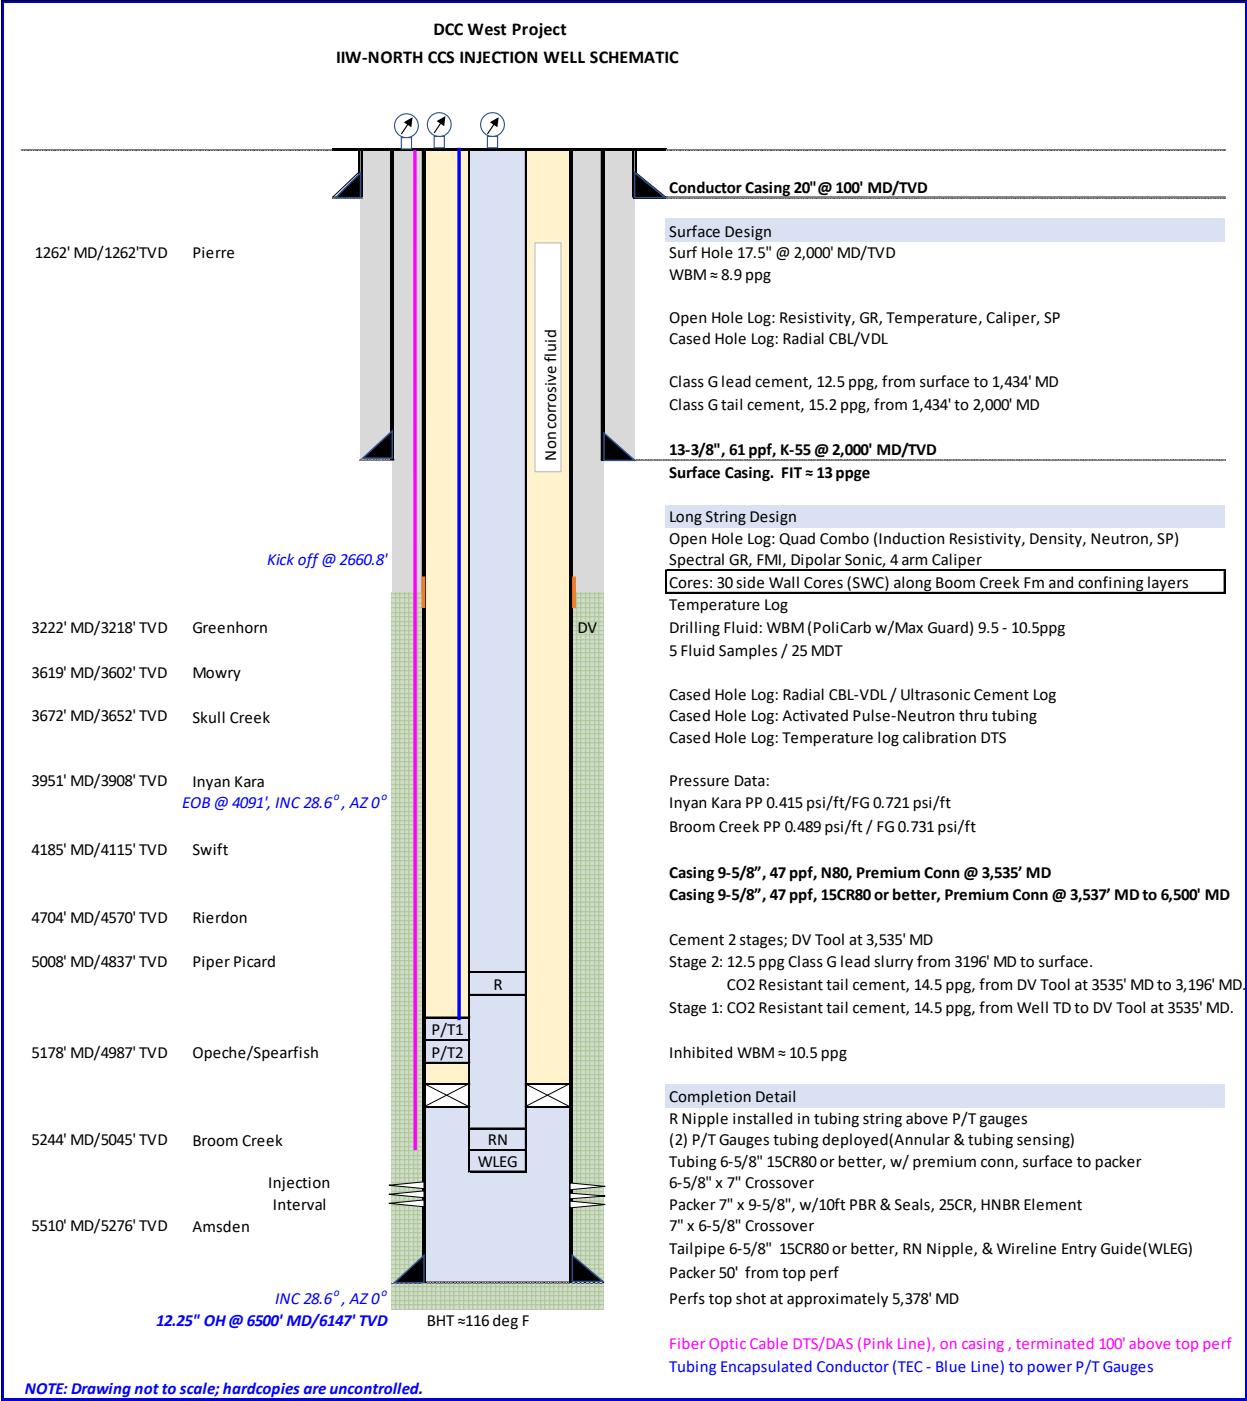 DCC West Project
IIW-NORTH CCS INJECTION WELL SCHEMATIC
Conductor Casing 20"@ 100' MD/TVD
Surface Design
1262' MD/1262'TVD Pierre
Surf Hole 17.5" @ 2,000' MD/TVD
WBM ≈ 8.9 ppg
Open Hole Log: Resistivity, GR, Temperature, Caliper, SP
Cased Hole Log: Radial CBL/VDL
Non corrosive fluid
Class G lead cement, 12.5 ppg, from surface to 1,434' MD
Class G tail cement, 15.2 ppg, from 1,434' to 2,000' MD
13-3/8", 61 ppf, K-55 @ 2,000' MD/TVD
Surface Casing. FIT ≈ 13 ppge
Long String Design
Open Hole Log: Quad Combo (Induction Resistivity, Density, Neutron, SP)
Kick off @ 2660.8'
Spectral GR, FMI, Dipolar Sonic, 4 arm Caliper
Cores: 30 side Wall Cores (SWC) along Boom Creek Fm and confining layers
Temperature Log
3222' MD/3218' TVD Greenhorn
DV
Drilling Fluid: WBM (PoliCarb w/Max Guard) 9.5 - 10.5ppg
5 Fluid Samples / 25 MDT
3619' MD/3602' TVD Mowry
Cased Hole Log: Radial CBL-VDL / Ultrasonic Cement Log
3672' MD/3652' TVD Skull Creek
Cased Hole Log: Activated Pulse-Neutron thru tubing
Cased Hole Log: Temperature log calibration DTS
3951' MD/3908' TVD Inyan Kara
Pressure Data:
EOB @ 4091', INC 28.6°, AZ 0°
Inyan Kara PP 0.415 psi/ft/FG 0.721 psi/ft
Broom Creek PP 0.489 psi/ft / FG 0.731 psi/ft
4185' MD/4115' TVD Swift
Casing 9-5/8”, 47 ppf, N80, Premium Conn @ 3,535’ MD
Casing 9-5/8”, 47 ppf, 15CR80 or better, Premium Conn @ 3,537’ MD to 6,500' MD
4704' MD/4570' TVD Rierdon
Cement 2 stages; DV Tool at 3,535' MD
5008' MD/4837' TVD Piper Picard
Stage 2: 12.5 ppg Class G lead slurry from 3196' MD to surface.
R
CO2 Resistant tail cement, 14.5 ppg, from DV Tool at 3535' MD to 3,196' MD.
Stage 1: CO2 Resistant tail cement, 14.5 ppg, from Well TD to DV Tool at 3535' MD.
P/T1
P/T2
5178' MD/4987' TVD Opeche/Spearfish
Inhibited WBM ≈ 10.5 ppg
Completion Detail
R Nipple installed in tubing string above P/T gauges
5244' MD/5045' TVD Broom Creek
RN
(2) P/T Gauges tubing deployed(Annular & tubing sensing)
WLEG
Tubing 6-5/8" 15CR80 or better, w/ premium conn, surface to packer
Injection
Interval
6-5/8" x 7" Crossover
Packer 7" x 9-5/8", w/10ft PBR & Seals, 25CR, HNBR Element
5510' MD/5276' TVD Amsden
7" x 6-5/8" Crossover
Tailpipe 6-5/8" 15CR80 or better, RN Nipple, & Wireline Entry Guide(WLEG)
Packer 50' from top perf
INC 28.6°, AZ 0°
Perfs top shot at approximately 5,378' MD
12.25" OH @ 6500' MD/6147' TVD
BHT ≈116 deg F
Fiber Optic Cable DTS/DAS (Pink Line), on casing , terminated 100' above top perf
Tubing Encapsulated Conductor (TEC - Blue Line) to power P/T Gauges
NOTE: Drawing not to scale; hardcopies are uncontrolled.